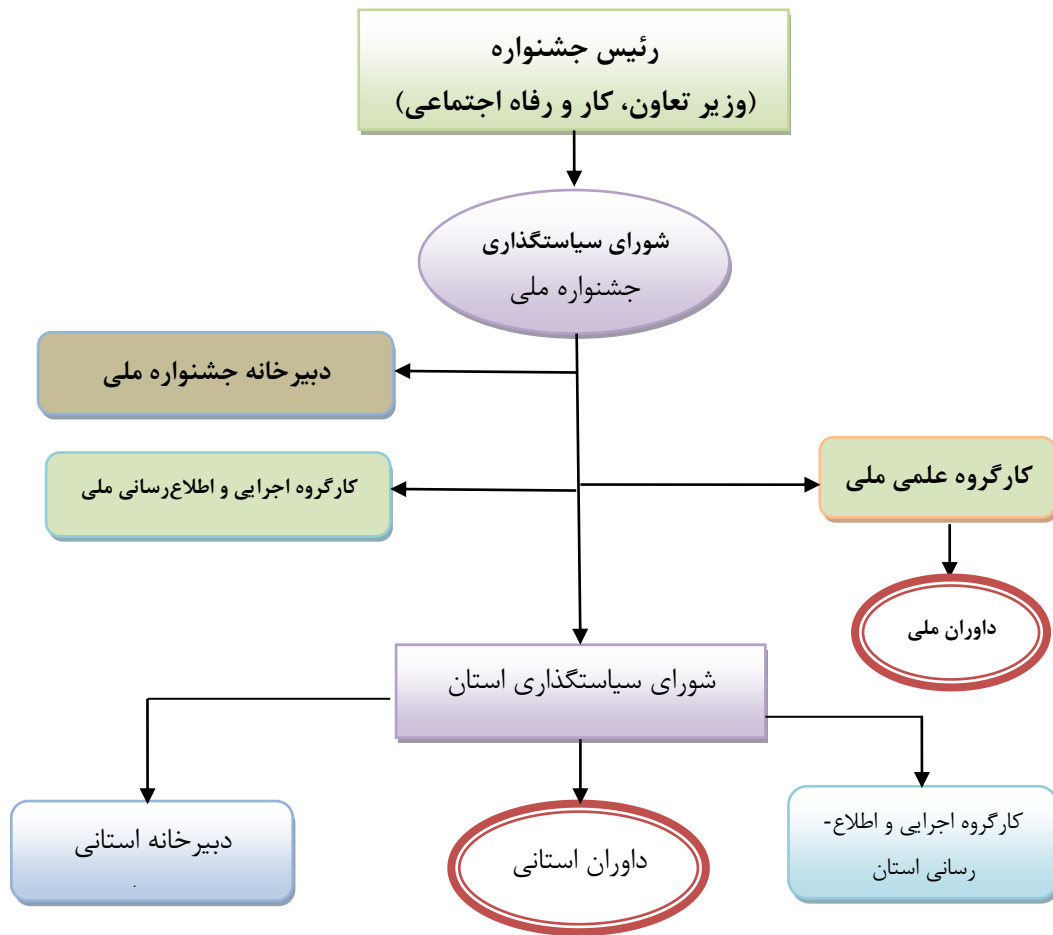 رئیس جشنواره
(وزیر تعاون، کار و رفاه اجتماعی)
شورای سیاستگذاری
جشنواره ملی
دبیرخانه جشنواره ملی
کارگروه علمی ملی
کارگروه اجرایی و اطلاع‌رسانی ملی
داوران ملی
شورای سیاستگذاری استان
کارگروه اجرایی و اطلاع-
رسانی استان
داوران استانی
دبیرخانه استانی
.